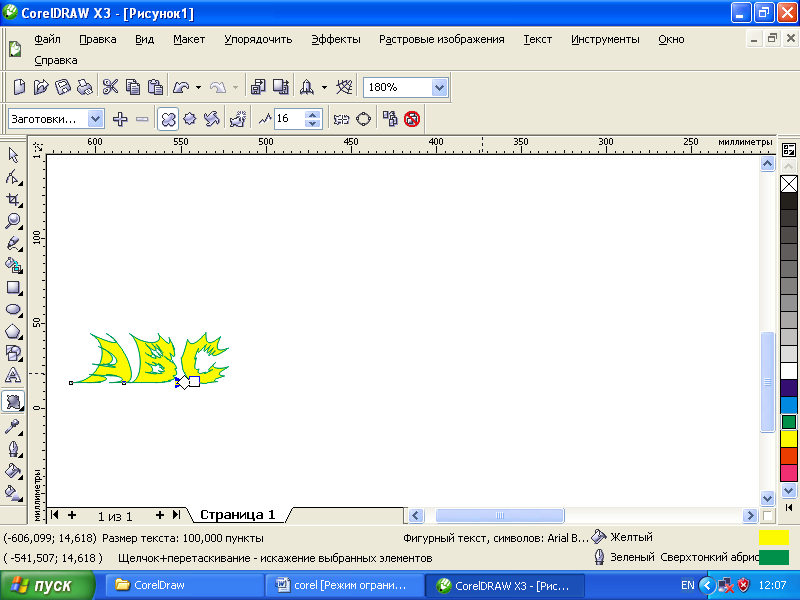 CorelDRAW X3 - [Рисунок1]
Файл Правка Вид Макет Упорядочить Эффекты Растровые изображения Текст Инструменты Окно
Справка
180%
Заготовки... 16
600 550 500 450 400 350 300 250 миллиметры
100
50
0
миллиметры
ABC
1 из 1 Страница 1
(-606,099; 14,618) Размер текста: 100,000 пункты Фигурный текст, символов: Arial B... Желтый
( -541,507; 14,618 ) Щелчок+перетаскивание - искажение выбранных элементов Зеленый Сверхтонкий абрис
пуск CorelDraw corel [Режим ограни... CorelDRAW X3 - [Рис... EN 12:07